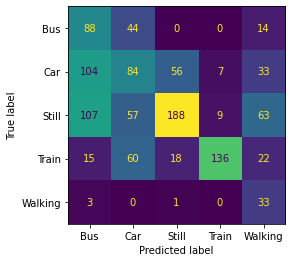 Bus 88 44 0 0 14
Car 104 84 56 7 33
Still 107 57 188 9 63
Train 15 60 18 136 22
Walking 3 0 1 0 33
Bus Car Still Train Walking
Predicted label
True label